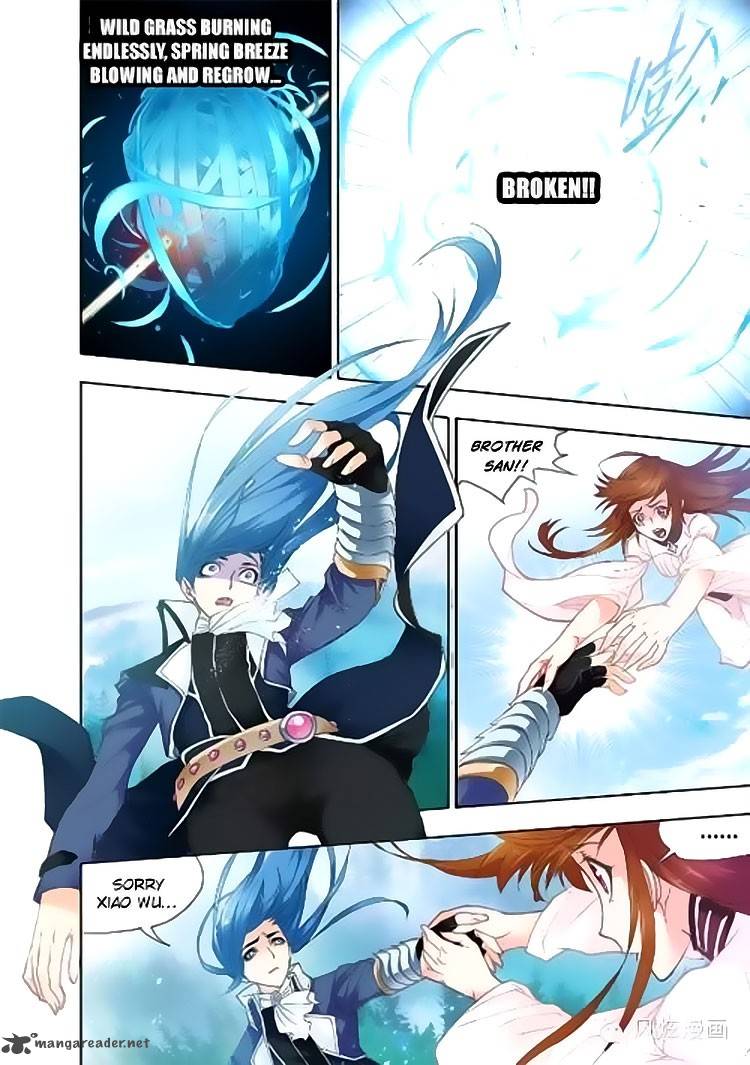 WILD GRASS BURNING
ENDLESSLY, SPRING BREEZE
BLOWING AND REGROW...
嘭!
BROKEN!!
BROTHER
SAN!!
......
SORRY
XIAO WU...
mangareader.net
风炫漫画